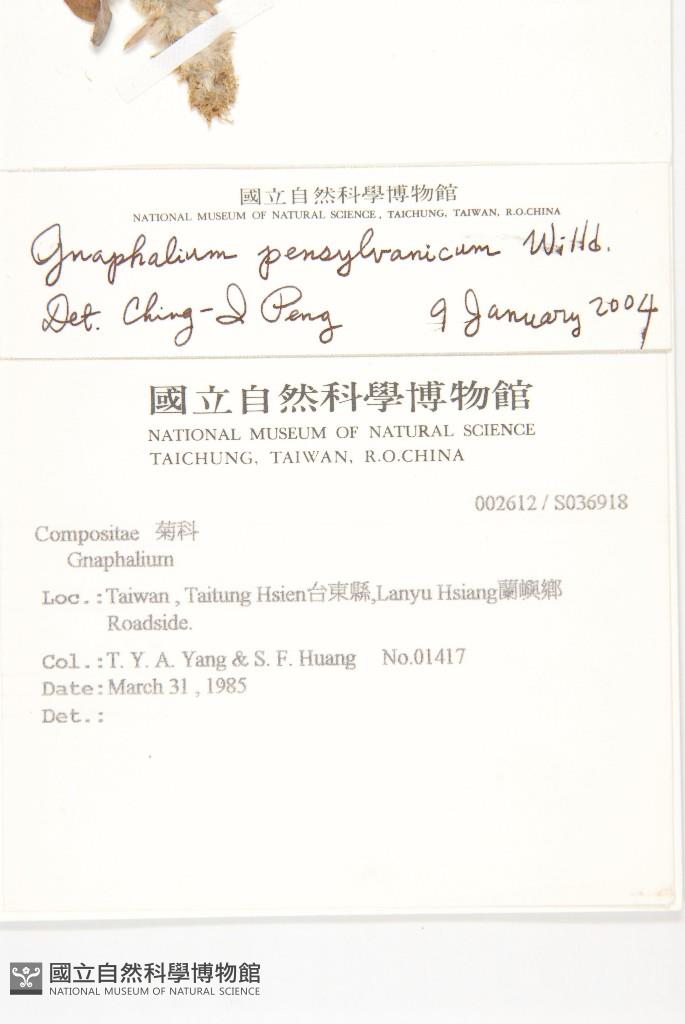 國立自然科學博物館
NATIONAL MUSEUM OF NATURAL SCIENCE, TAICHUNG, TAIWAN, R.O.CHINA
Gnaphalium pensylvanicum Willd.
Det. Ching-I Peng 9 January 2004
國立自然科學博物館
NATIONAL MUSEUM OF NATURAL SCIENCE
TAICHUNG, TAIWAN, R.O.CHINA
002612 / S036918
Compositae 菊科
Gnaphalium
Loc.:Taiwan , Taitung Hsien台東縣,Lanyu Hsiang蘭嶼鄉
Roadside.
Col.:T. Y. A. Yang & S. F. Huang No.01417
Date:March 31 , 1985
Det.:
國立自然科學博物館
NATIONAL MUSEUM OF NATURAL SCIENCE